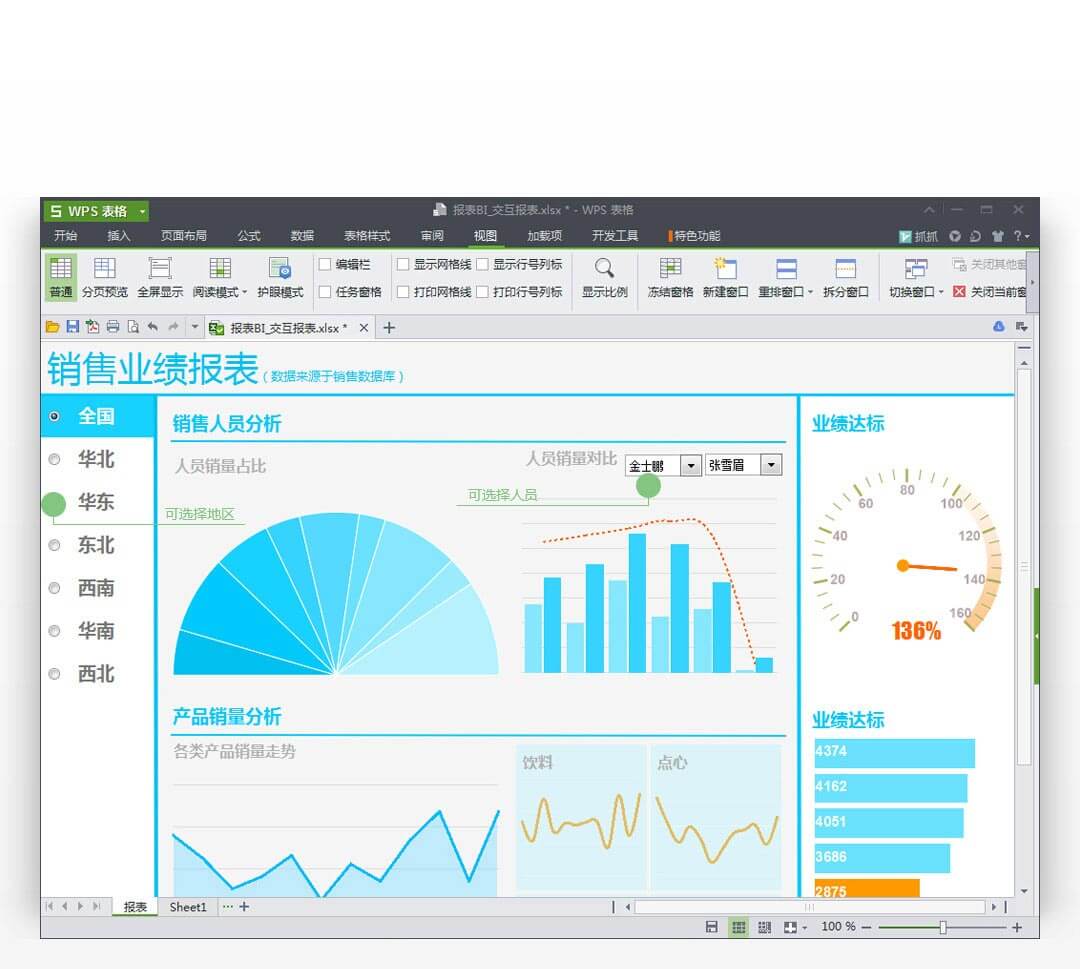 WPS 表格
报表BI_交互报表.xlsx * - WPS 表格
开始 插入 页面布局 公式 数据 表格样式 审阅 视图 加载项 开发工具 特色功能 抓抓 ?
编辑栏 显示网格线 显示行号列标 关闭其他窗
普通 分页预览 全屏显示 阅读模式 护眼模式 任务窗格 打印网格线 打印行号列标 显示比例 冻结窗格 新建窗口 重排窗口 拆分窗口 切换窗口 关闭当前窗
报表BI_交互报表.xlsx *
销售业绩报表 ( 数据来源于销售数据库 )
全国
华北
华东
东北
西南
华南
西北
可选择地区
销售人员分析
人员销量占比
人员销量对比 金士鹏 张雪眉
可选择人员
产品销量分析
各类产品销量走势
饮料
点心
业绩达标
0
20
40
60
80
100
120
140
160
136%
业绩达标
4374
4162
4051
3686
2875
报表 Sheet1 ···
100 %